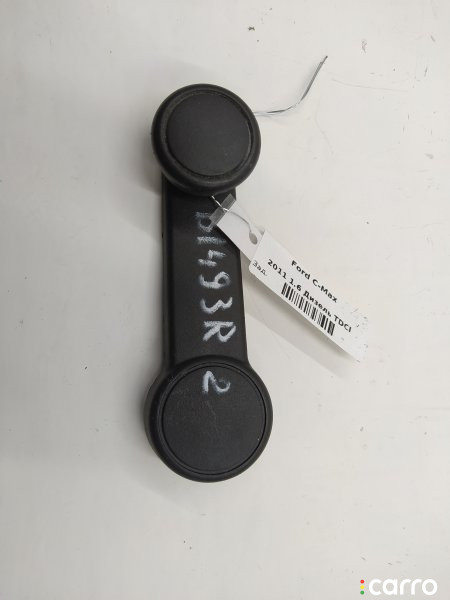 D1493R
2
Ford C-Max
2011 1.6 Дизель TDCI
Зад.
carro